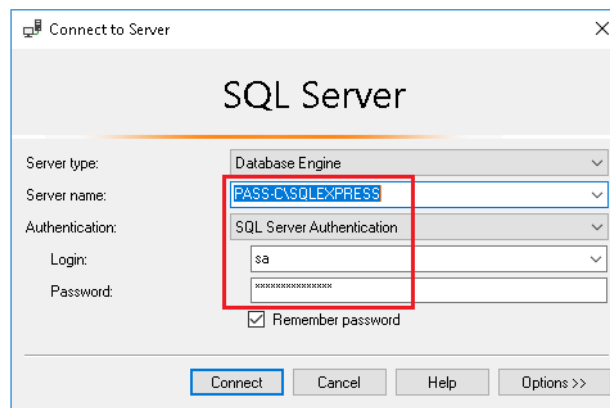 Connect to Server
SQL Server
Server type: Database Engine
Server name: PASS-C\SQLEXPRESS
Authentication: SQL Server Authentication
Login: sa
Password: ***************
Remember password
Connect Cancel Help Options >>